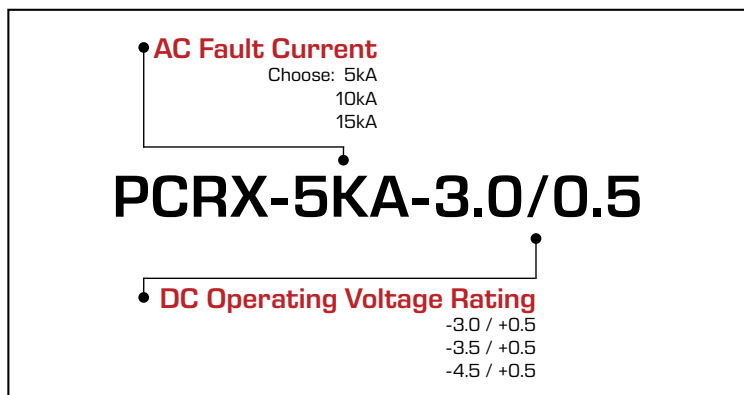 AC Fault Current
Choose: 5kA
10kA
15kA
PCRX-5KA-3.0/0.5
DC Operating Voltage Rating
-3.0 / +0.5
-3.5 / +0.5
-4.5 / +0.5